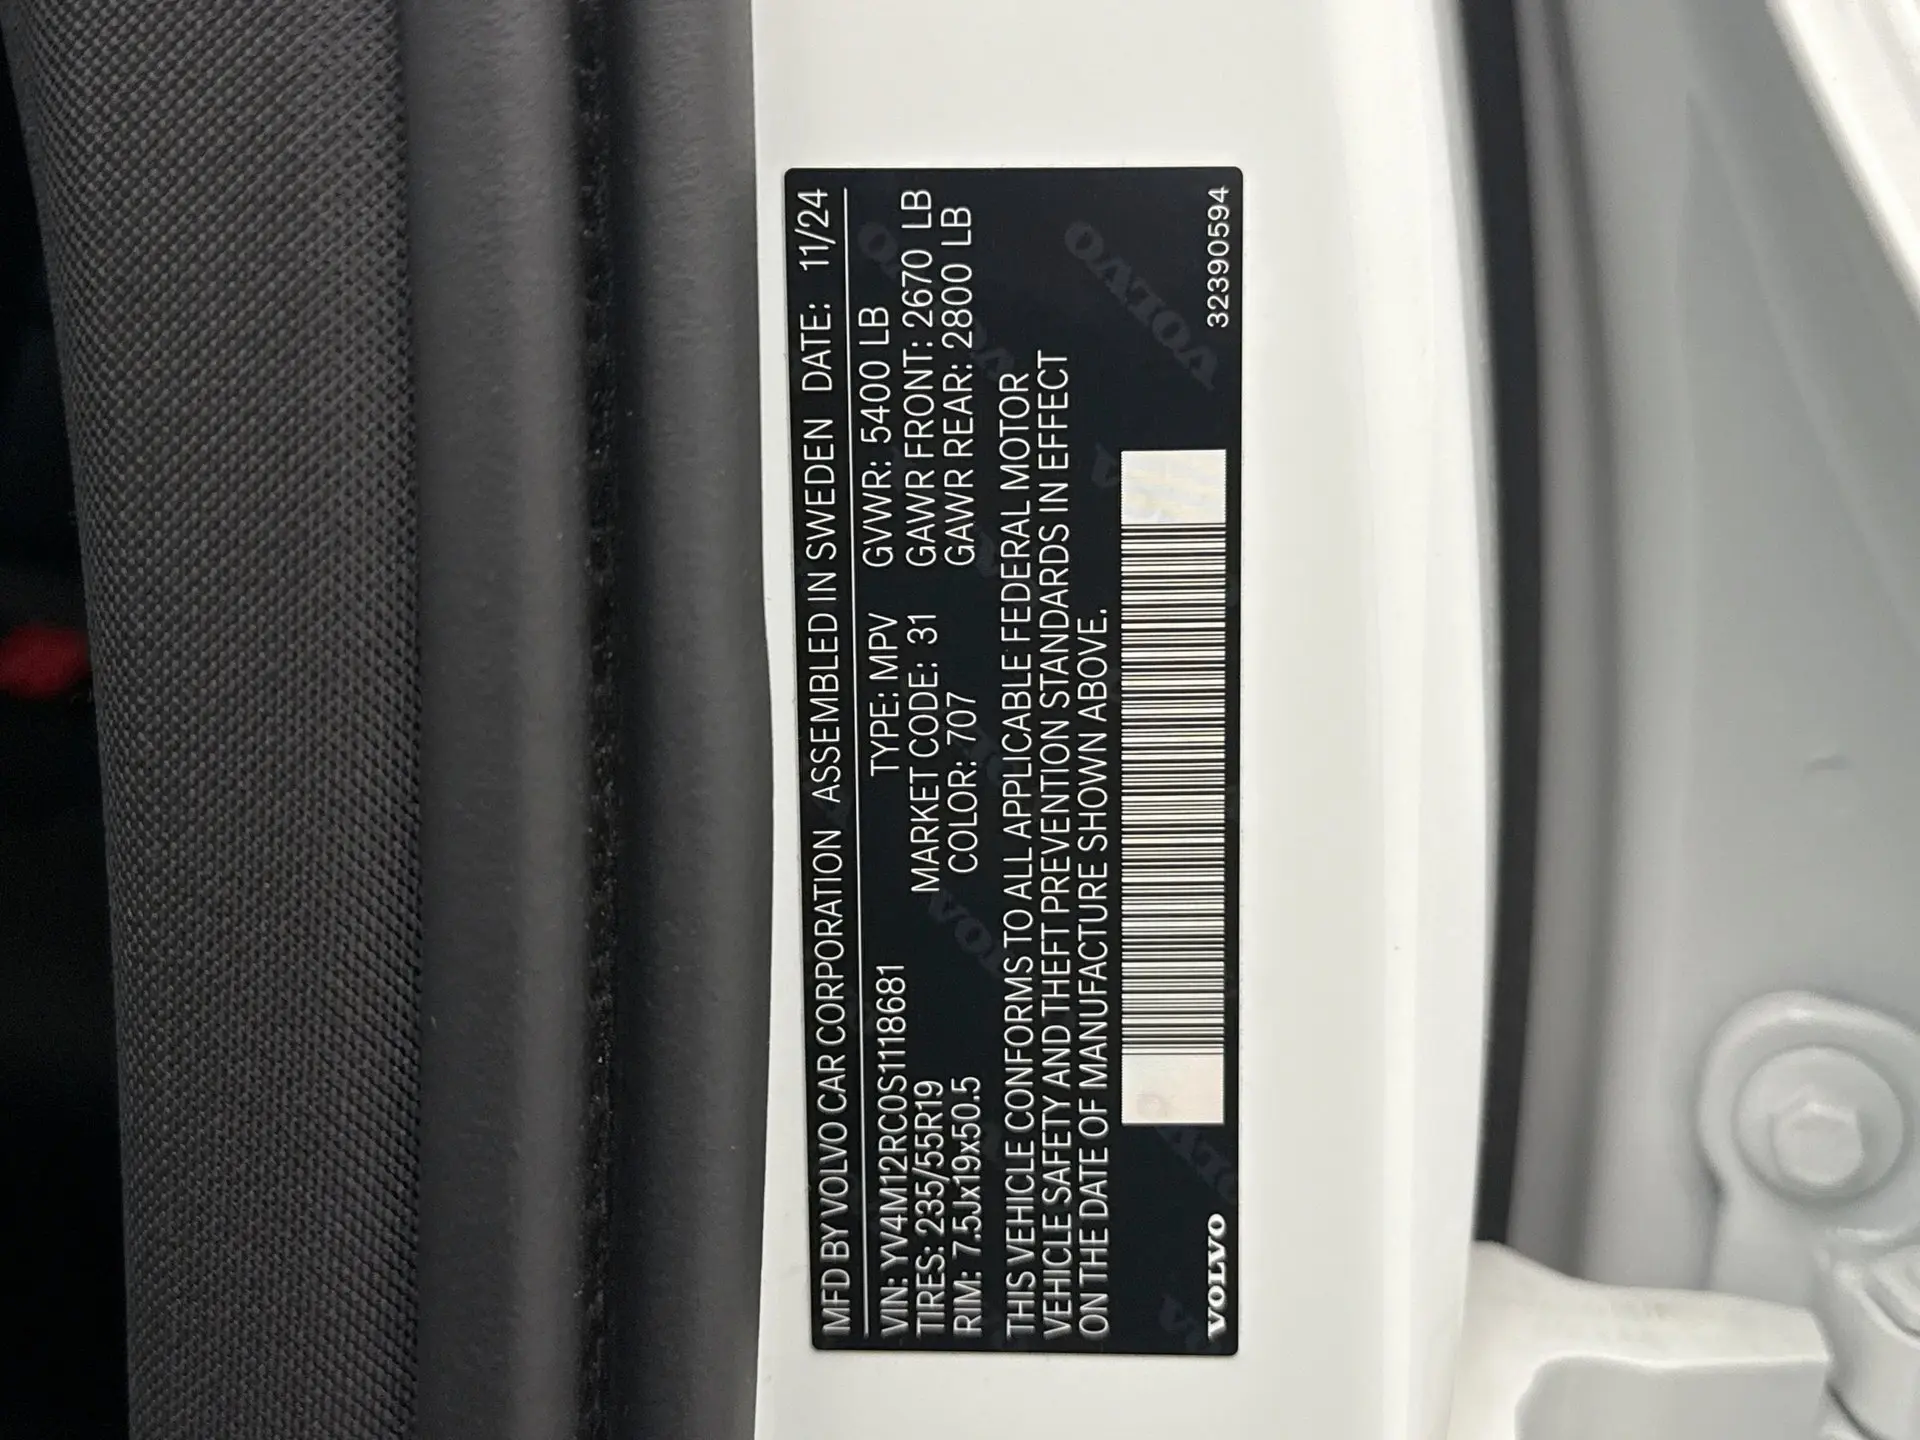 MFD BY VOLVO CAR CORPORATION ASSEMBLED IN SWEDEN DATE: 11/24
VIN: YV4M12RC0S1118681 TYPE: MPV GVWR: 5400 LB
TIRES: 235/55R19 MARKET CODE: 31 GAWR FRONT: 2670 LB
RIM: 7.5Jx19x50.5 COLOR: 707 GAWR REAR: 2800 LB
THIS VEHICLE CONFORMS TO ALL APPLICABLE FEDERAL MOTOR
VEHICLE SAFETY AND THEFT PREVENTION STANDARDS IN EFFECT
ON THE DATE OF MANUFACTURE SHOWN ABOVE.
VOLVO 32390594